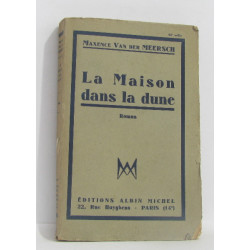 MAXENCE VAN DER MEERSCH
La Maison
dans la dune
Roman
EDITIONS ALBIN MICHEL
22, Rue Huyghens - PARIS (14e)